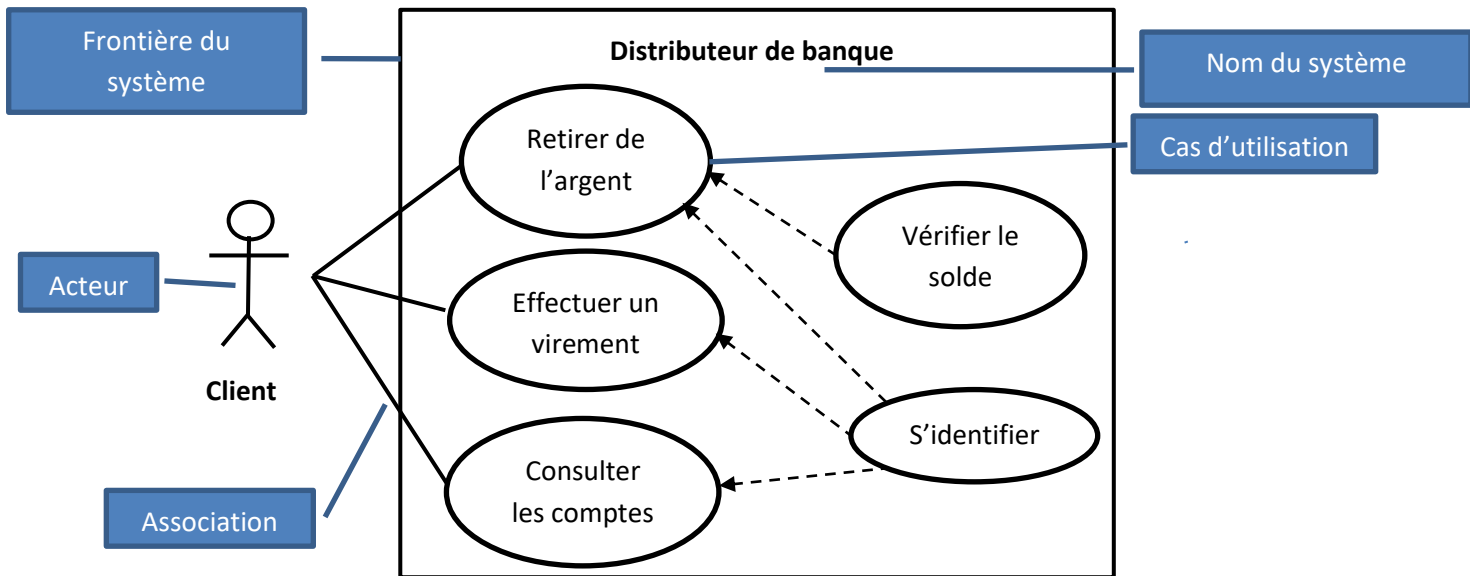 Frontière du
système
Distributeur de banque
Nom du système
Retirer de
l’argent
Cas d’utilisation
Vérifier le
solde
Acteur
Effectuer un
virement
Client
S’identifier
Consulter
les comptes
Association